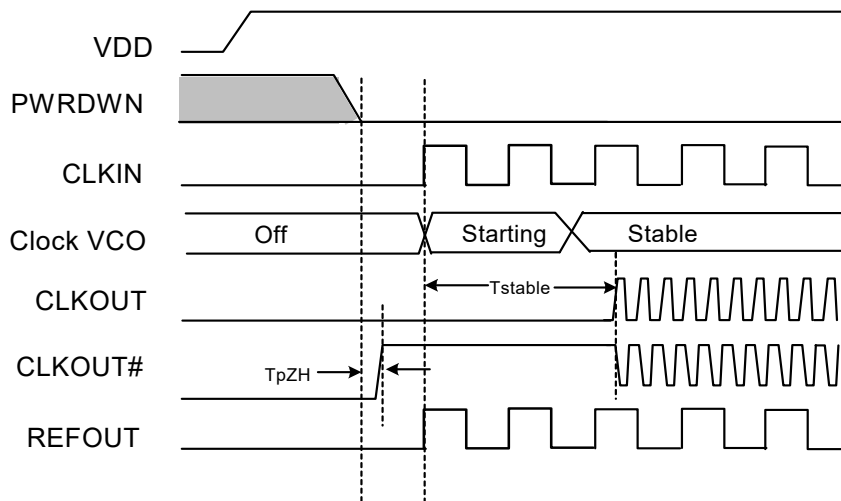 VDD
PWRDWN
CLKIN
Clock VCO
Off
Starting
Stable
CLKOUT
Tstable
CLKOUT#
TpZH
REFOUT